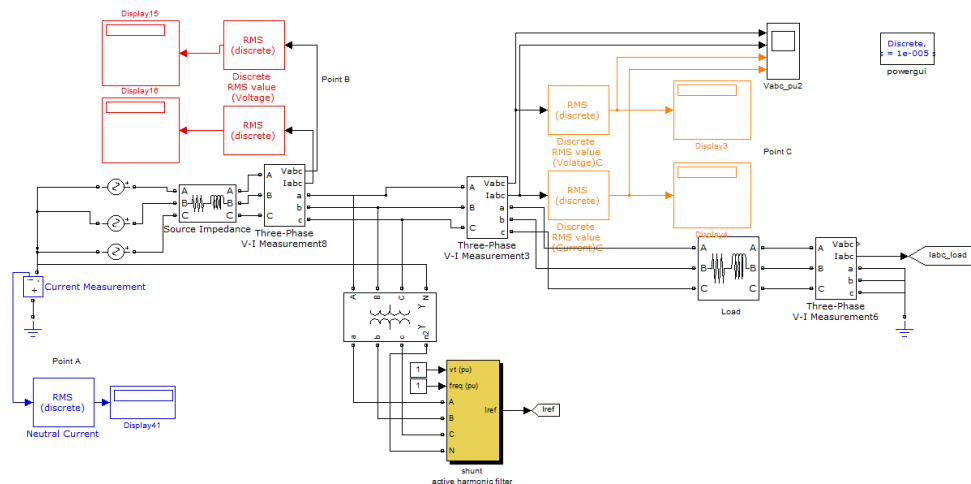 Display15
RMS
(discrete)
Discrete
RMS value
(Voltage)
Point B
Display16
RMS
(discrete)
Vabc_pu2
Discrete,
s = 1e-005 s
powergui
RMS
(discrete)
Discrete
RMS value
(Volatge)C
Display3
Point C
RMS
(discrete)
Discrete
RMS value
(Current)C
A
B
C
A
B
C
Source Impedance
A
B
C
Vabc
Iabc
a
b
c
Three-Phase
V-I Measurement8
A
B
C
Vabc
Iabc
a
b
c
Three-Phase
V-I Measurement3
A
B
C
A
B
C
Load
A
B
C
Vabc
Iabc
a
b
c
Three-Phase
V-I Measurement6
Iabc_load
Current Measurement
A
B
C
N
Y
Y
a
b
c
n2
Point A
RMS
(discrete)
Neutral Current
Display41
1
vt (pu)
1
freq (pu)
A
B
C
N
Iref
Iref
shunt
active harmonic filter